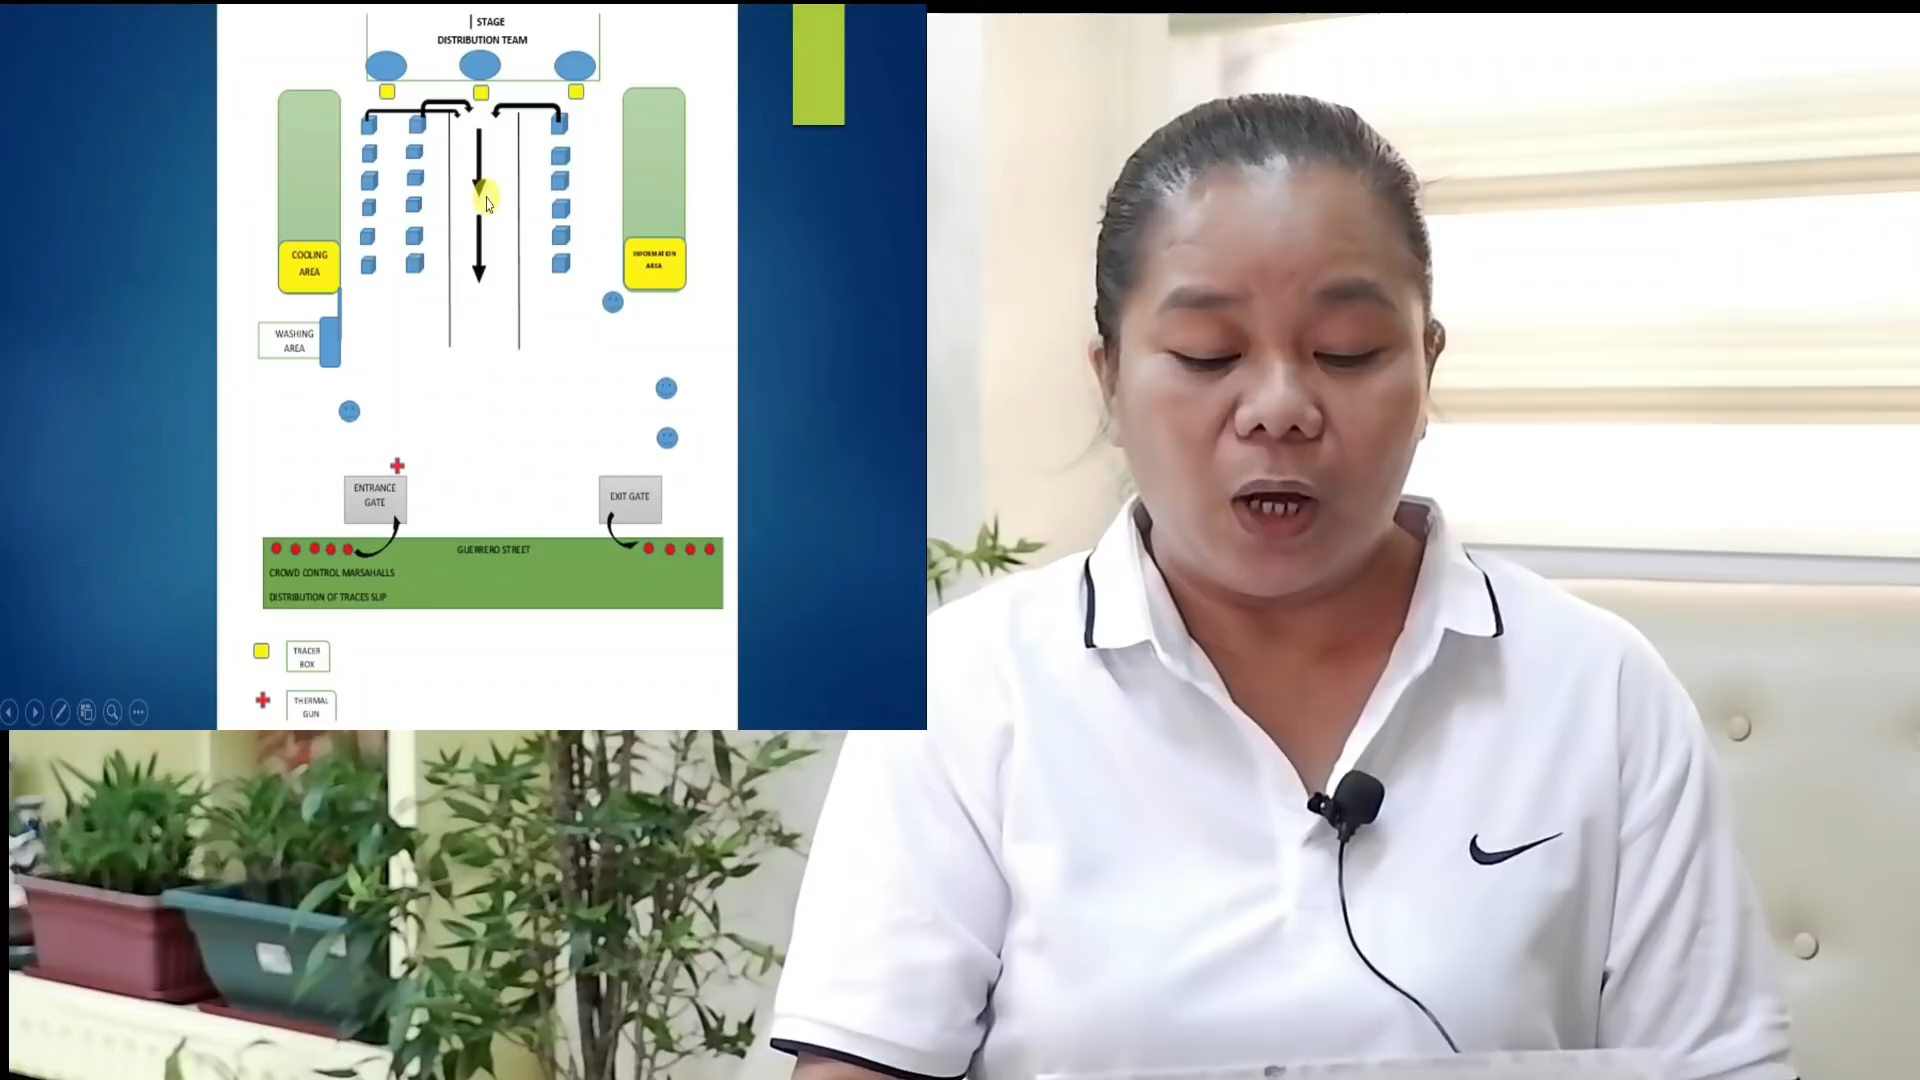 STAGE
DISTRIBUTION TEAM
COOLING
AREA
INFORMATION
AREA
WASHING
AREA
ENTRANCE
GATE
EXIT GATE
GUERRERO STREET
CROWD CONTROL MARSAHALLS
DISTRIBUTION OF TRACES SLIP
TRACER
BOX
THERMAL
GUN